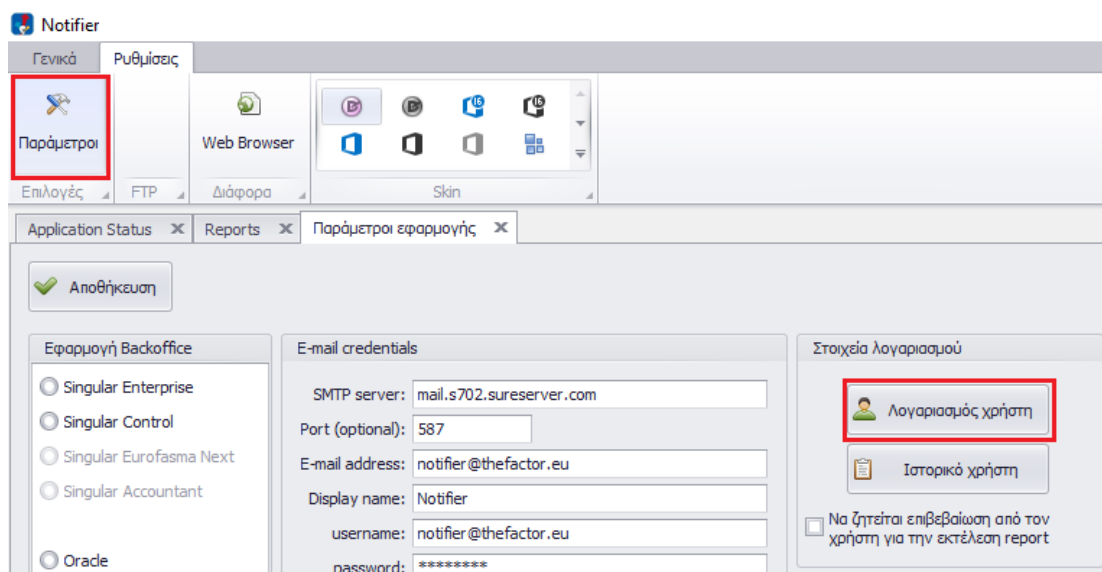 Notifier
Γενικά Ρυθμίσεις
Παράμετροι Web Browser
Επιλογές FTP Διάφορα Skin
Application Status Reports Παράμετροι εφαρμογής
Αποθήκευση
Εφαρμογή Backoffice
Singular Enterprise
Singular Control
Singular Eurofasma Next
Singular Accountant
Oracle
E-mail credentials
SMTP server: mail.s702.sureserver.com
Port (optional): 587
E-mail address: notifier@thefactor.eu
Display name: Notifier
username: notifier@thefactor.eu
password: ********
Στοιχεία λογαριασμού
Λογαριασμός χρήστη
Ιστορικό χρήστη
Να ζητείται επιβεβαίωση από τον
χρήστη για την εκτέλεση report